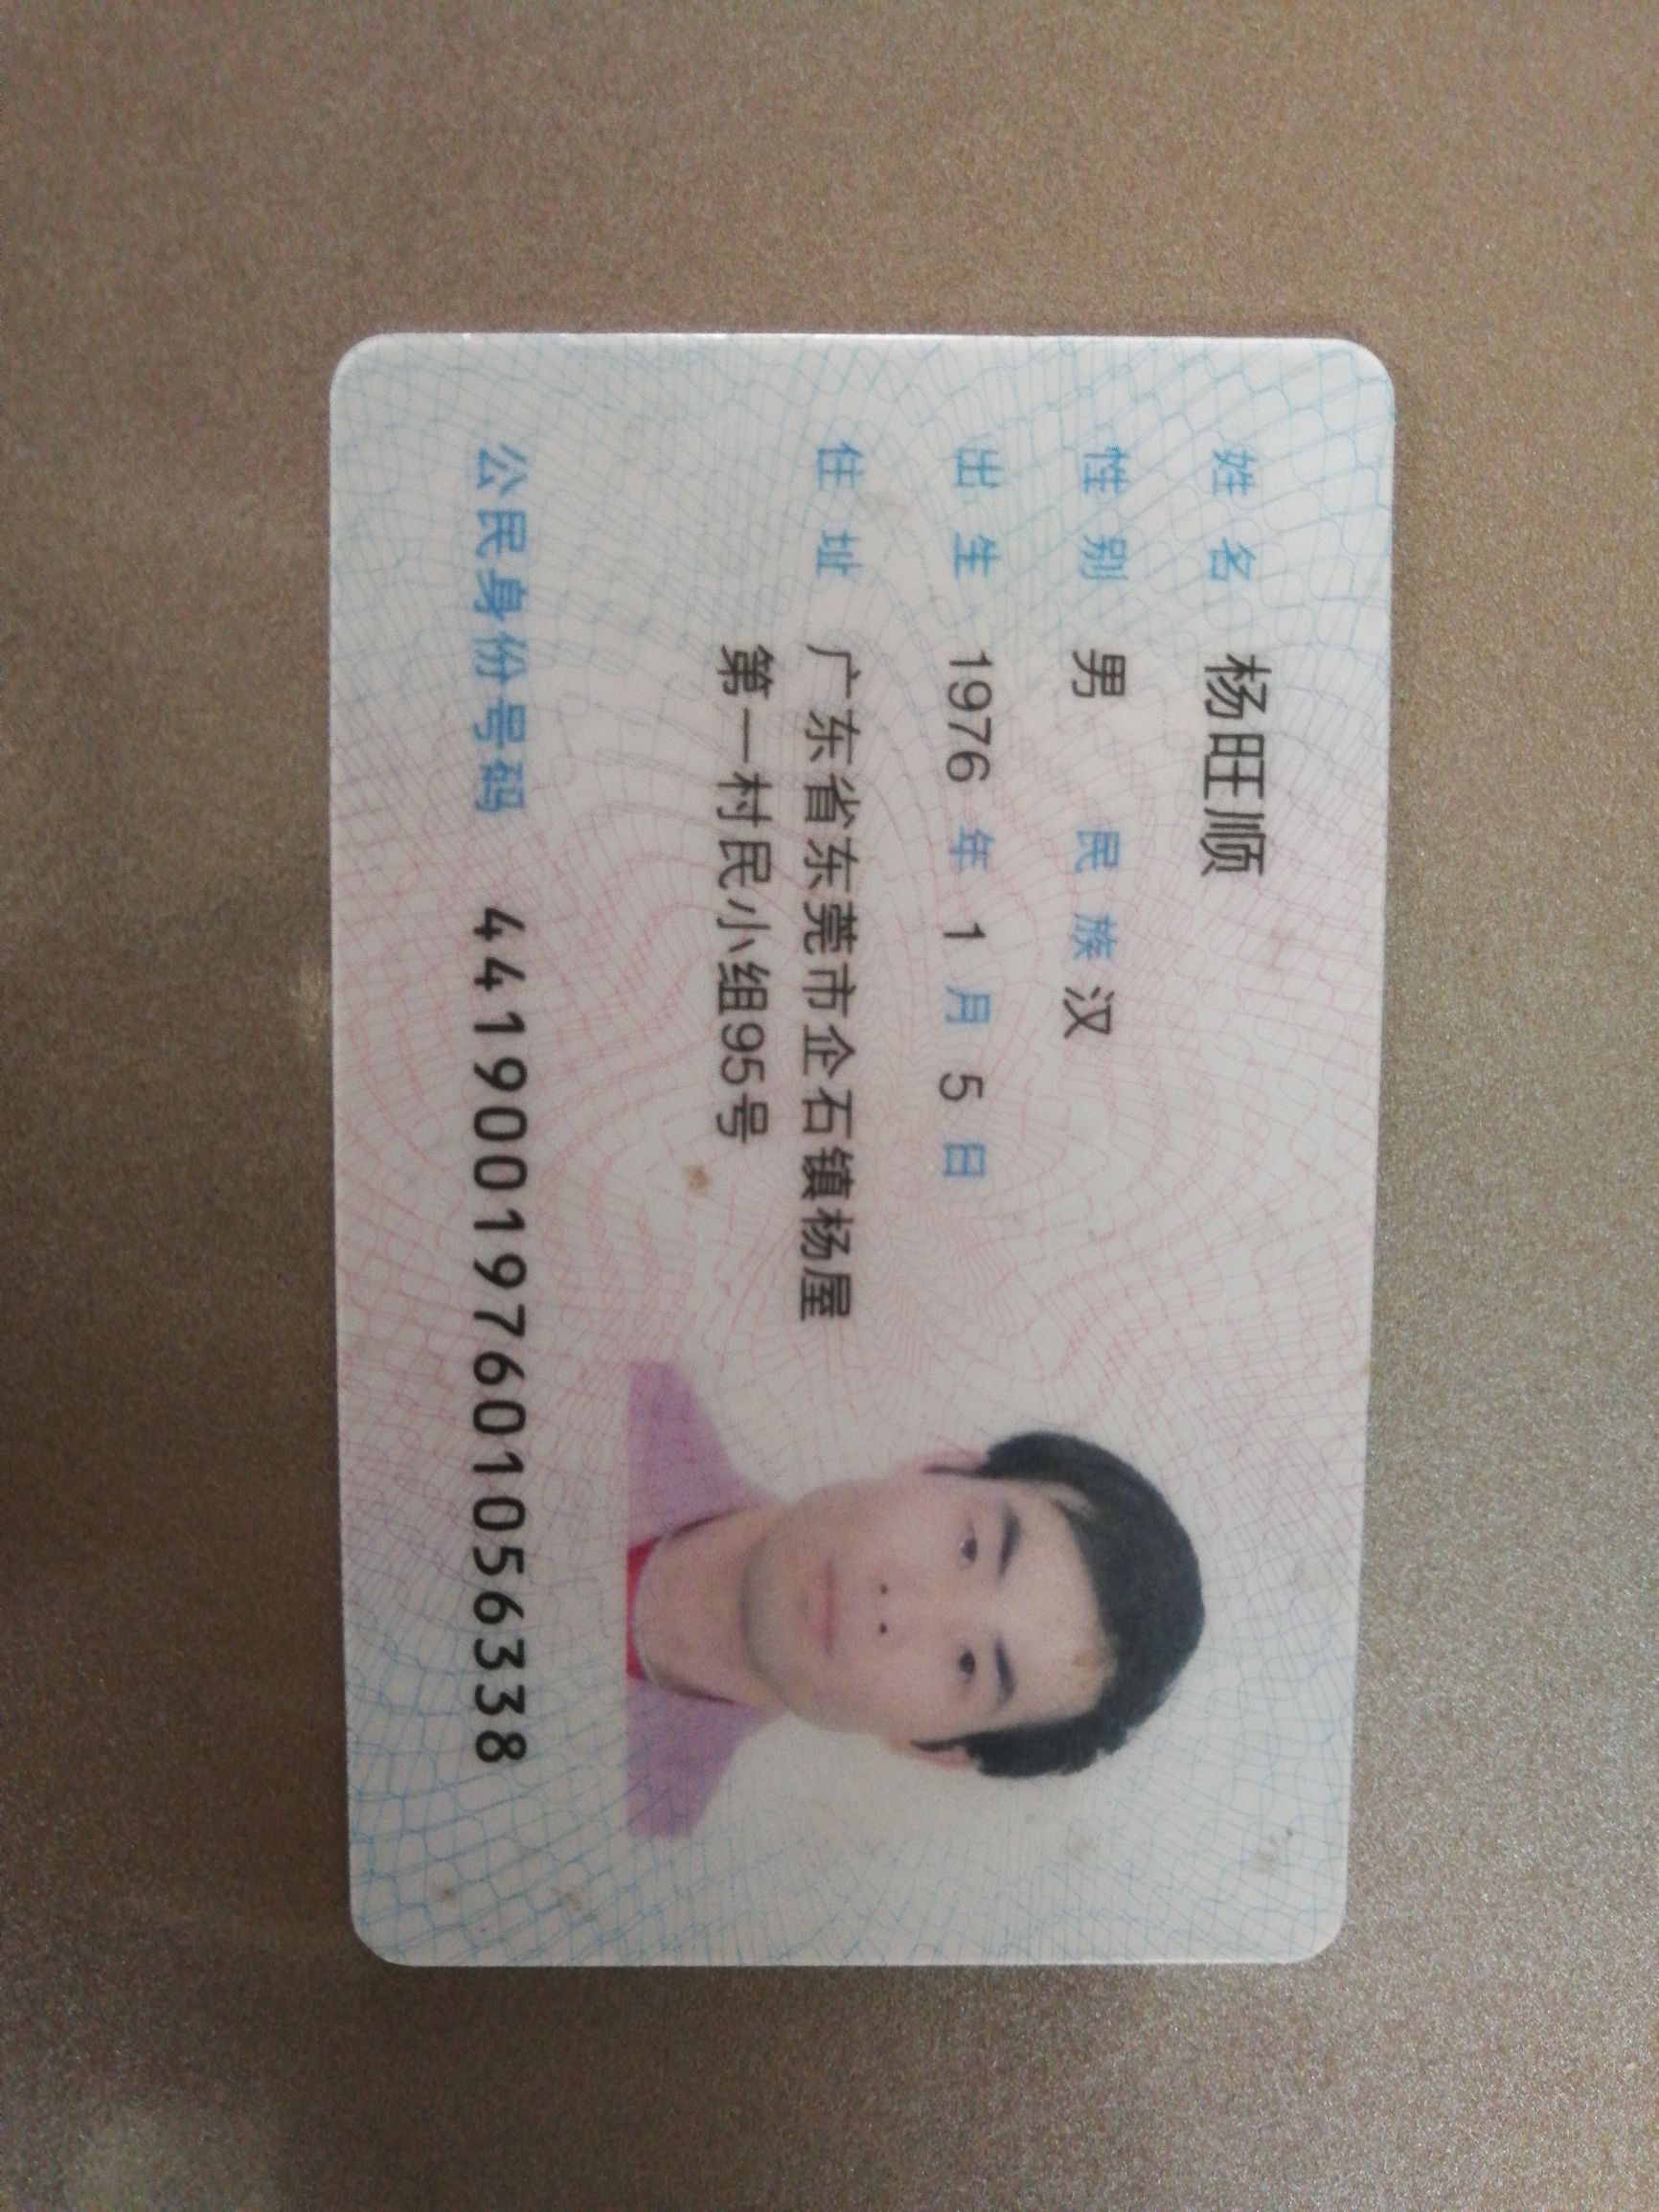 姓名 杨旺顺
性别 男 民族 汉
出生 1976 年 1 月 5 日
住址 广东省东莞市企石镇杨屋
第一村民小组95号
公民身份号码 441900197601056338